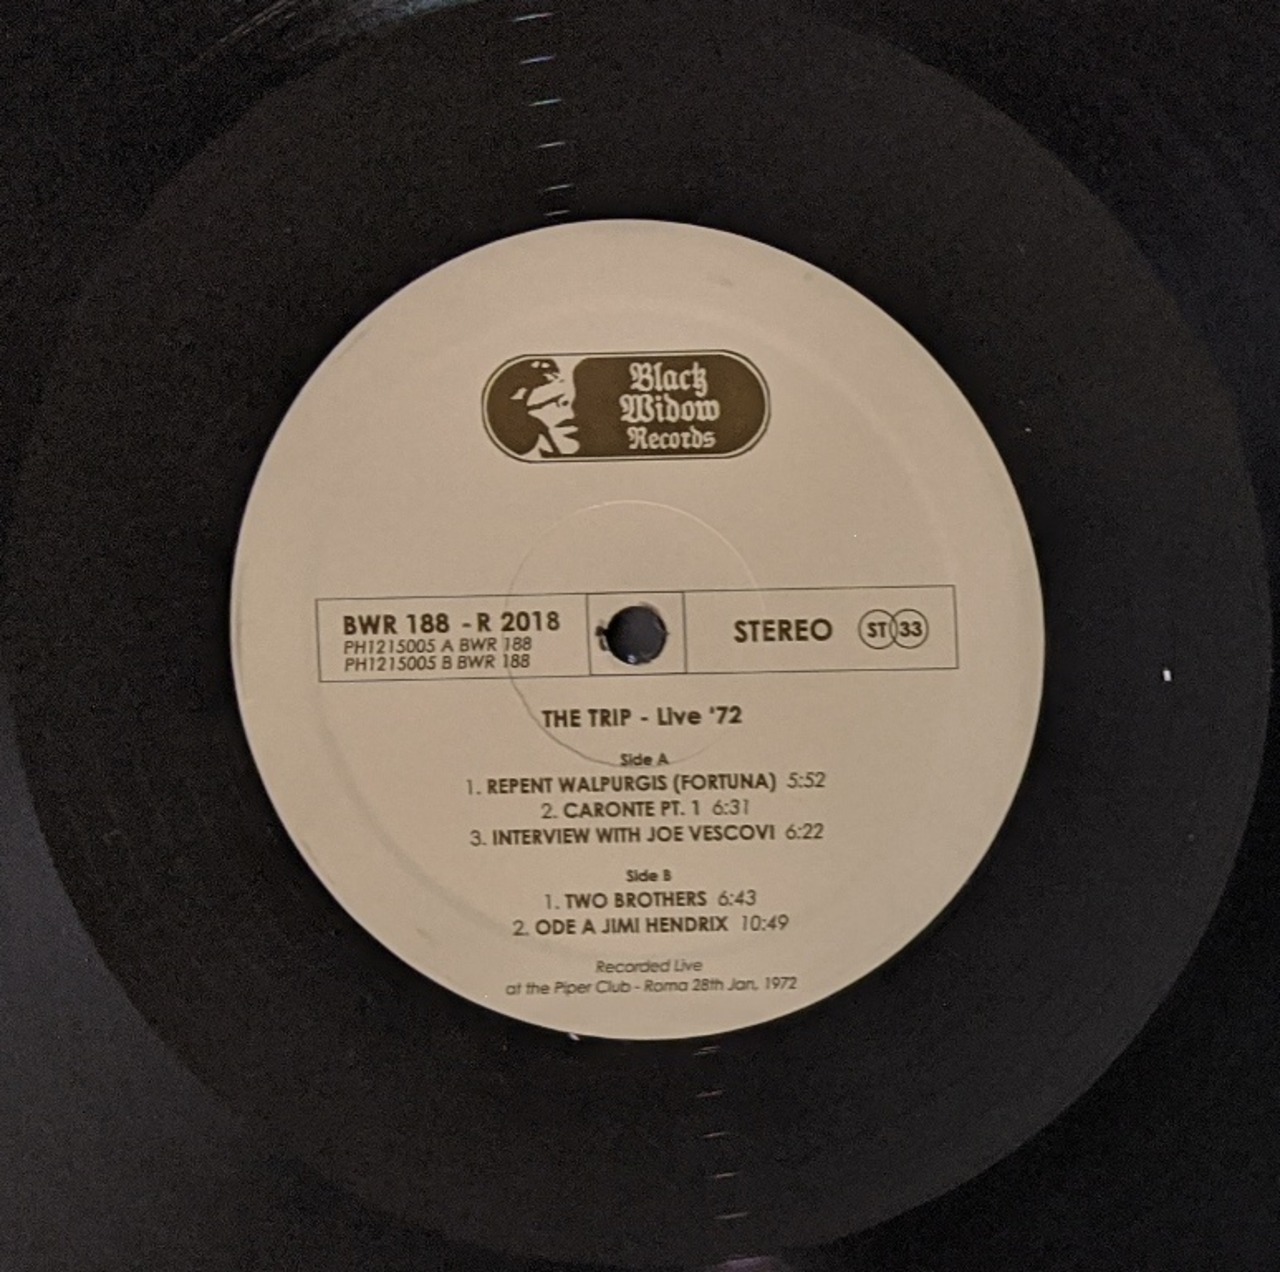 Black
Widow
Records
BWR 188 - R 2018
PH1215005 A BWR 188
PH1215005 B BWR 188
STEREO
ST 33
THE TRIP - Live '72
Side A
1. REPENT WALPURGIS (FORTUNA) 5:52
2. CARONTE PT. 1 6:31
3. INTERVIEW WITH JOE VESCOVI 6:22
Side B
1. TWO BROTHERS 6:43
2. ODE A JIMI HENDRIX 10:49
Recorded Live
at the Piper Club - Roma 28th Jan. 1972